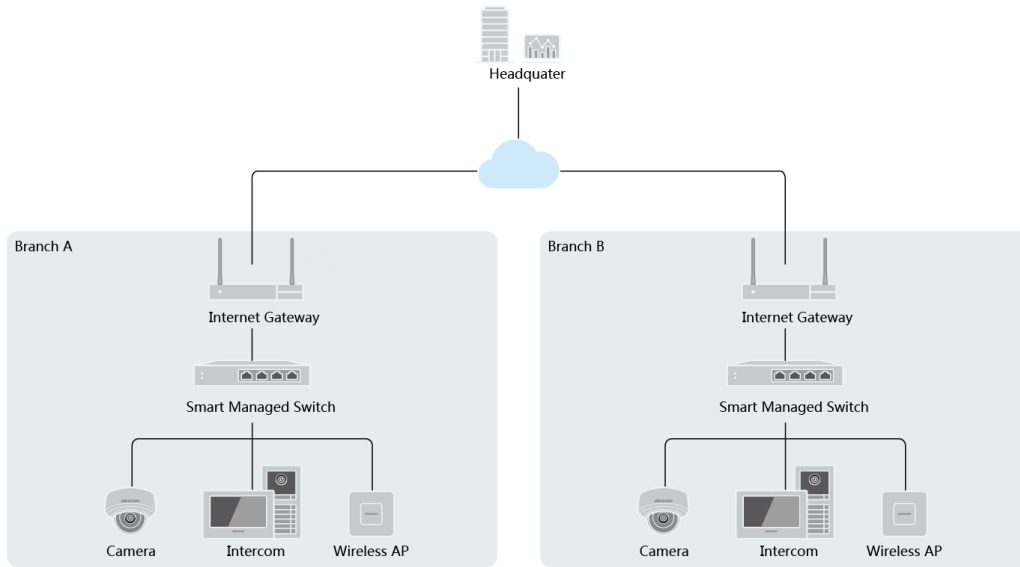 Headquater
Branch A
Internet Gateway
Smart Managed Switch
Camera
Intercom
Wireless AP
Branch B
Internet Gateway
Smart Managed Switch
Camera
Intercom
Wireless AP